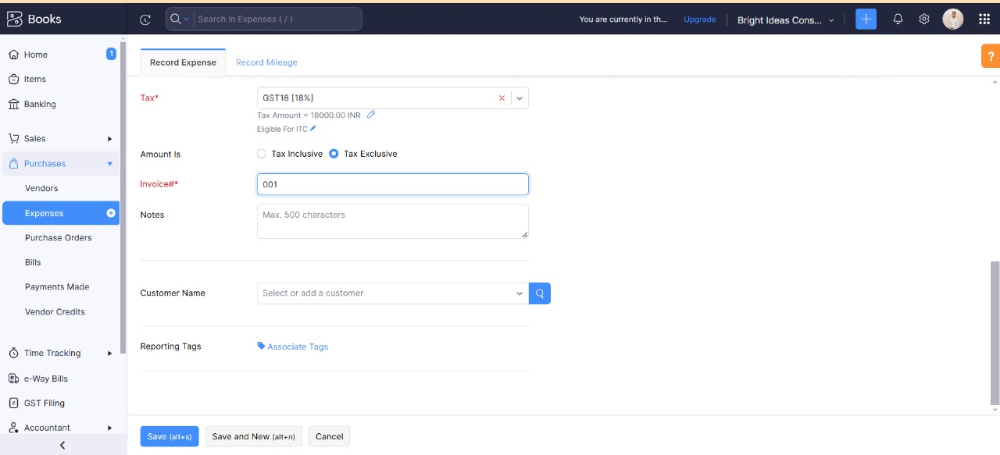 Books
Search in Expenses ( / )
You are currently in th...
Upgrade
Bright Ideas Cons...
Home
1
Items
Banking
Sales
Purchases
Vendors
Expenses
Purchase Orders
Bills
Payments Made
Vendor Credits
Time Tracking
e-Way Bills
GST Filing
Accountant
Record Expense
Record Mileage
?
Tax*
GST18 [18%]
Tax Amount = 18000.00 INR
Eligible For ITC
Amount Is
Tax Inclusive
Tax Exclusive
Invoice#*
001
Notes
Max. 500 characters
Customer Name
Select or add a customer
Reporting Tags
Associate Tags
Save (alt+s)
Save and New (alt+n)
Cancel